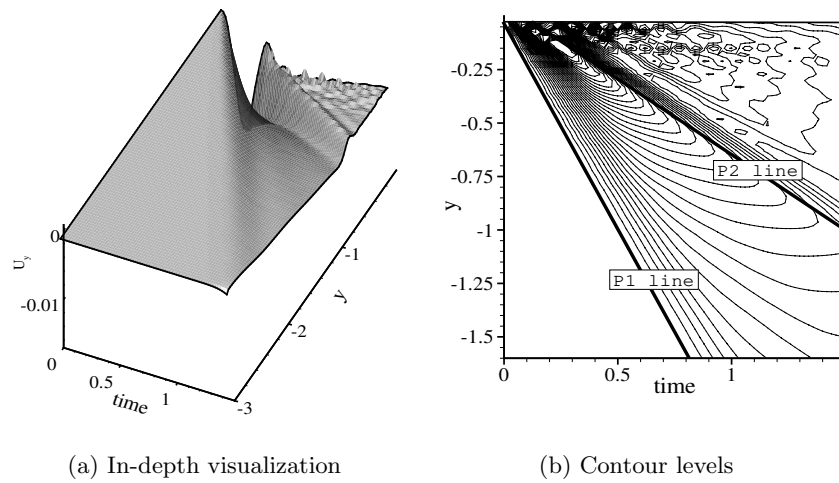 0
U_y
-0.01
0
0.5
time
1
-3
-2
y
-1
(a) In-depth visualization
-0.25
-0.5
-0.75
y
-1
-1.25
-1.5
0
0.5
1
time
P2 line
P1 line
(b) Contour levels